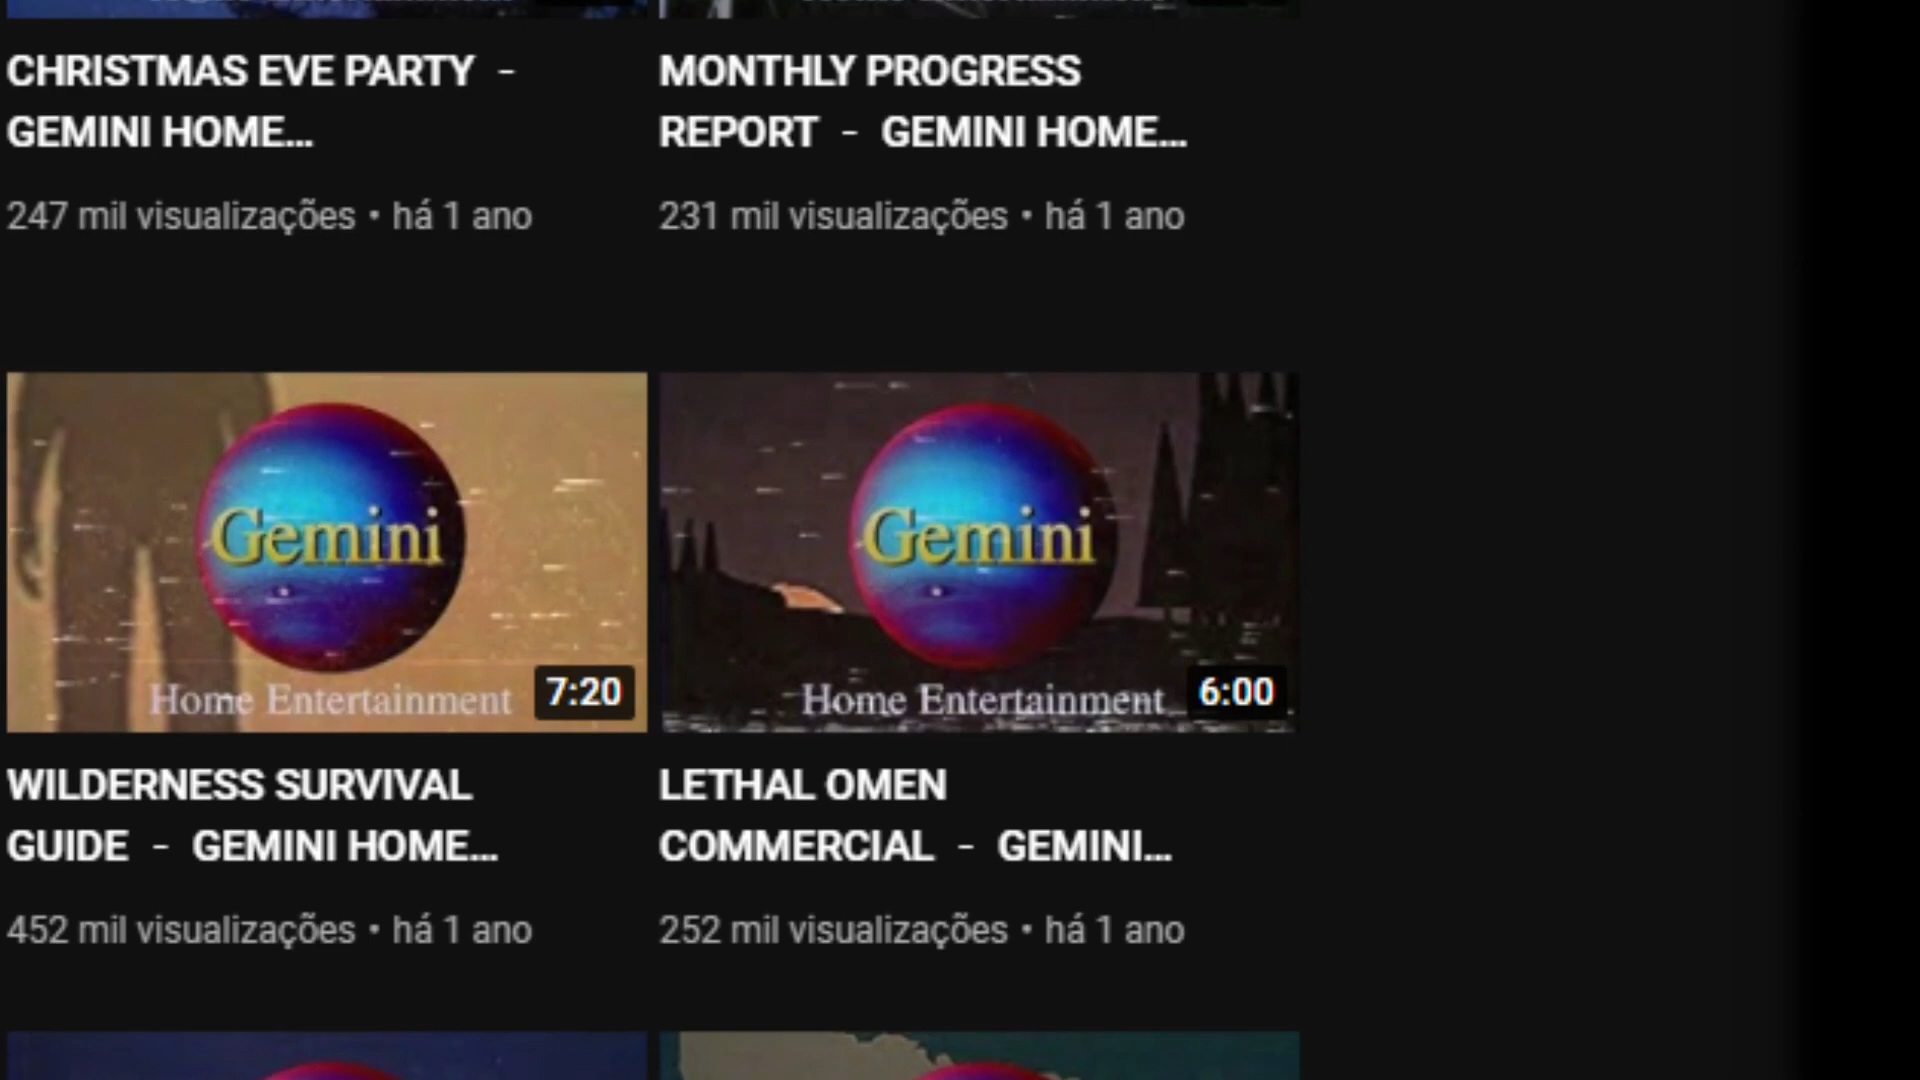 CHRISTMAS EVE PARTY -
GEMINI HOME...
247 mil visualizações • há 1 ano
MONTHLY PROGRESS
REPORT - GEMINI HOME...
231 mil visualizações • há 1 ano
Gemini
Home Entertainment
7:20
WILDERNESS SURVIVAL
GUIDE - GEMINI HOME...
452 mil visualizações • há 1 ano
Gemini
Home Entertainment
6:00
LETHAL OMEN
COMMERCIAL - GEMINI...
252 mil visualizações • há 1 ano